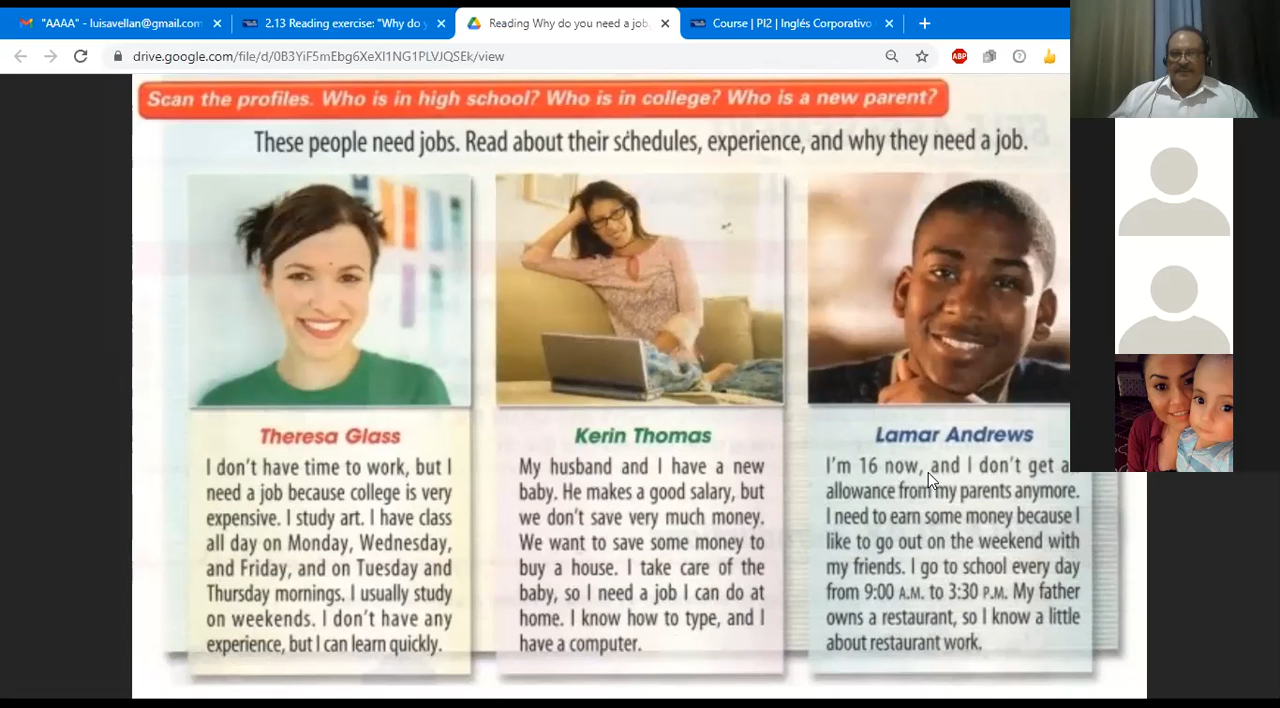 "AAAA" - luisavellan@gmail.com
2.13 Reading exercise: "Why do y
Reading Why do you need a job.
Course | PI2 | Inglés Corporativo
drive.google.com/file/d/0B3YiF5mEbg6XeXl1NG1PLVJQSEk/view
ABP
Scan the profiles. Who is in high school? Who is in college? Who is a new parent?
These people need jobs. Read about their schedules, experience, and why they need a job.
Theresa Glass
I don't have time to work, but I
need a job because college is very
expensive. I study art. I have class
all day on Monday, Wednesday,
and Friday, and on Tuesday and
Thursday mornings. I usually study
on weekends. I don't have any
experience, but I can learn quickly.
Kerin Thomas
My husband and I have a new
baby. He makes a good salary, but
we don't save very much money.
We want to save some money to
buy a house. I take care of the
baby, so I need a job I can do at
home. I know how to type, and I
have a computer.
Lamar Andrews
I'm 16 now, and I don't get a
allowance from my parents anymore.
I need to earn some money because I
like to go out on the weekend with
my friends. I go to school every day
from 9:00 A.M. to 3:30 P.M. My father
owns a restaurant, so I know a little
about restaurant work.